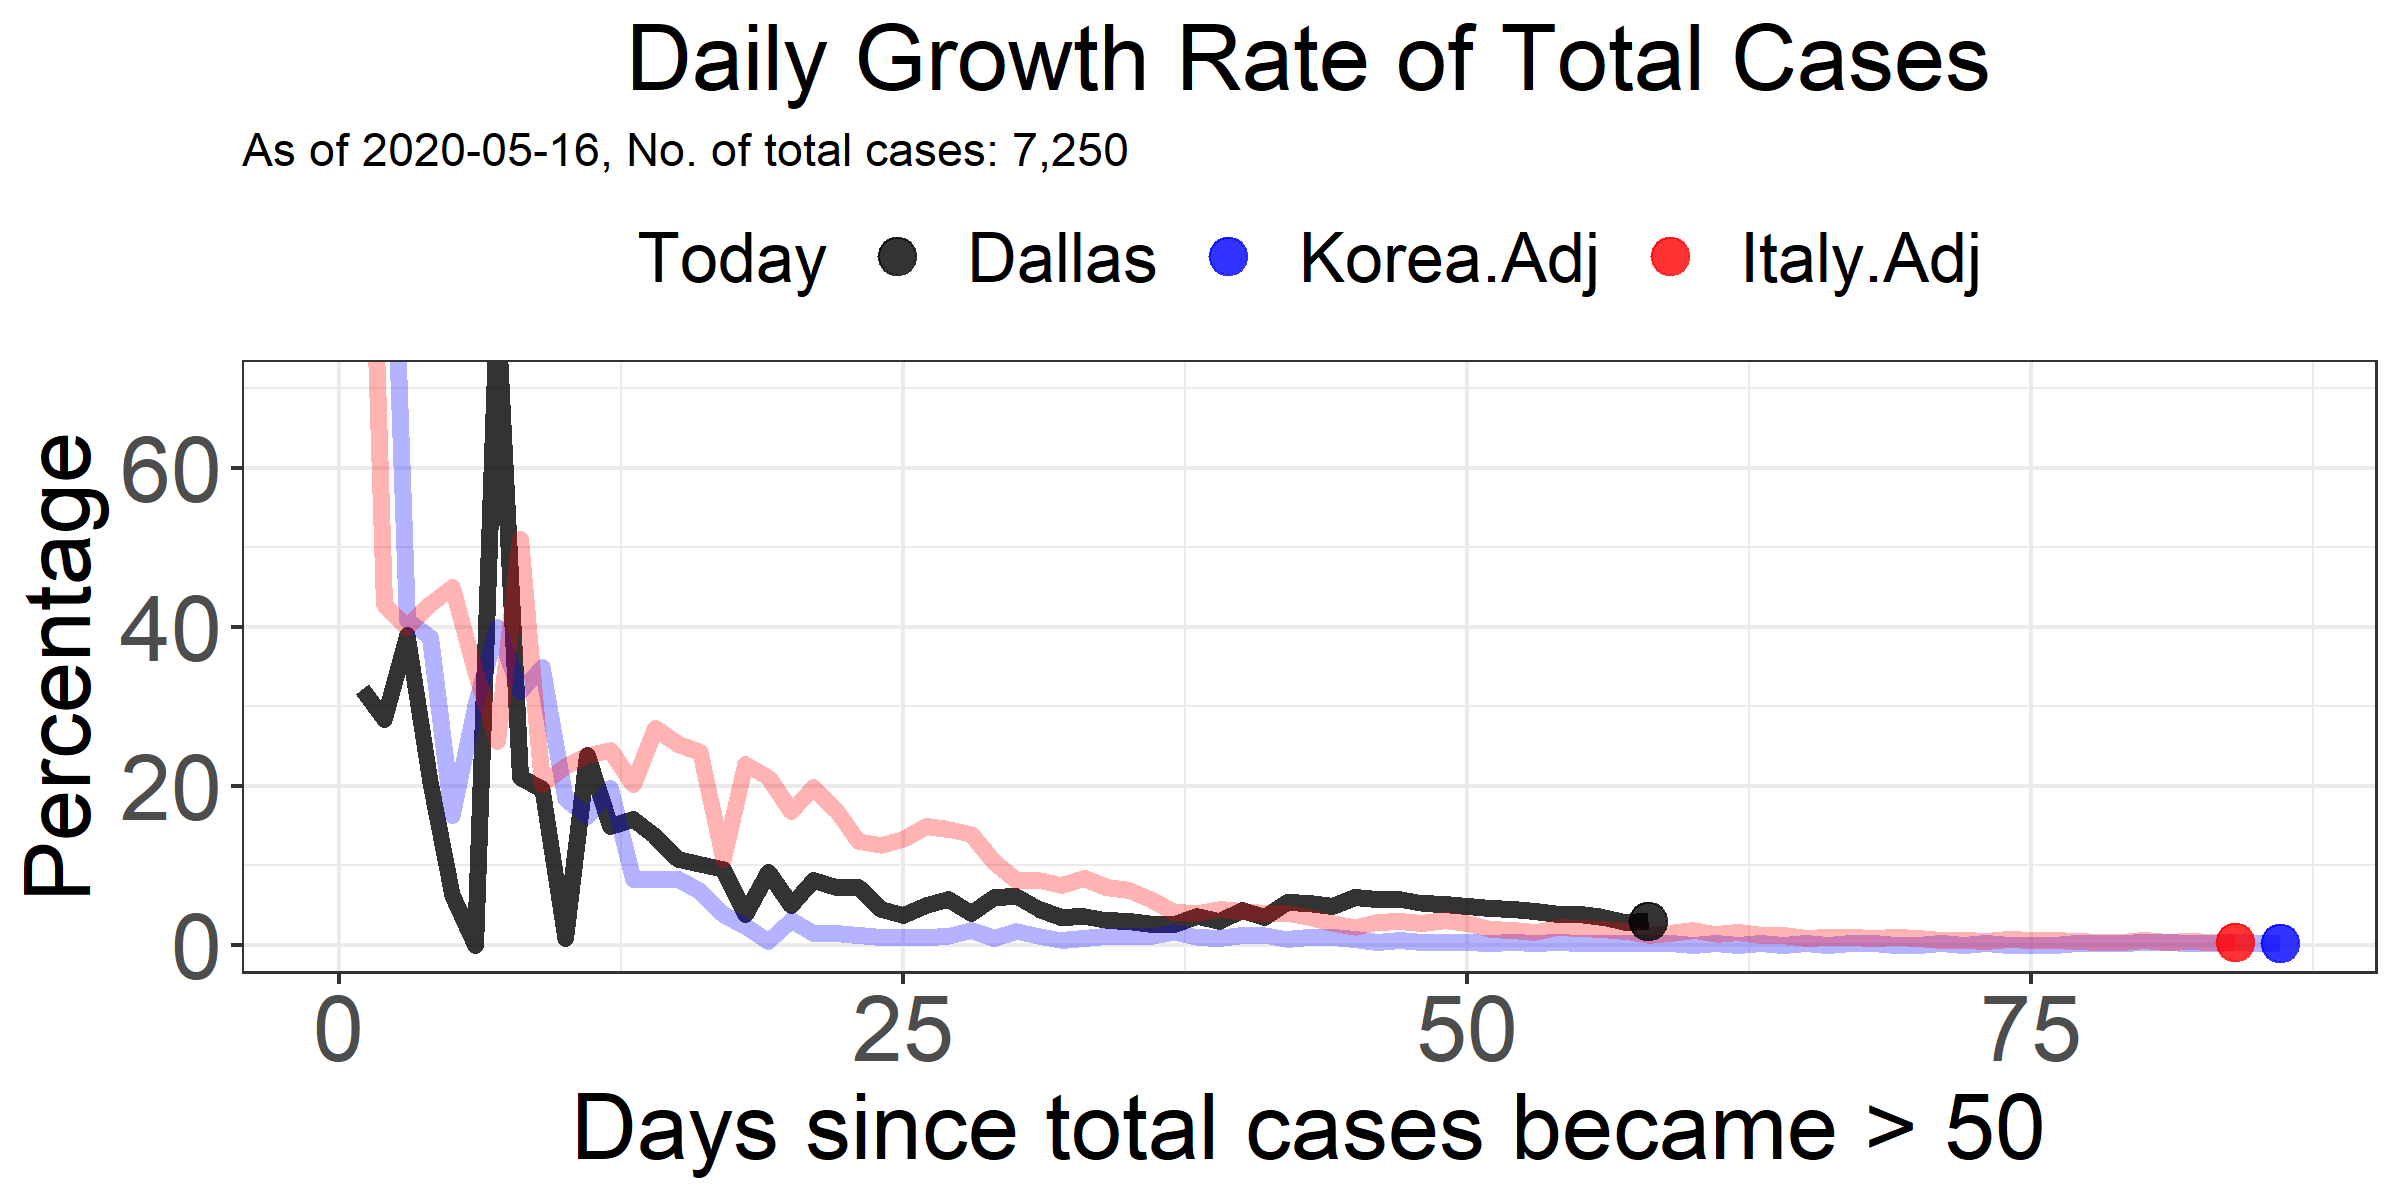 Daily Growth Rate of Total Cases
As of 2020-05-16, No. of total cases: 7,250
Today Dallas Korea.Adj Italy.Adj
Percentage
60
40
20
0
0 25 50 75
Days since total cases became > 50